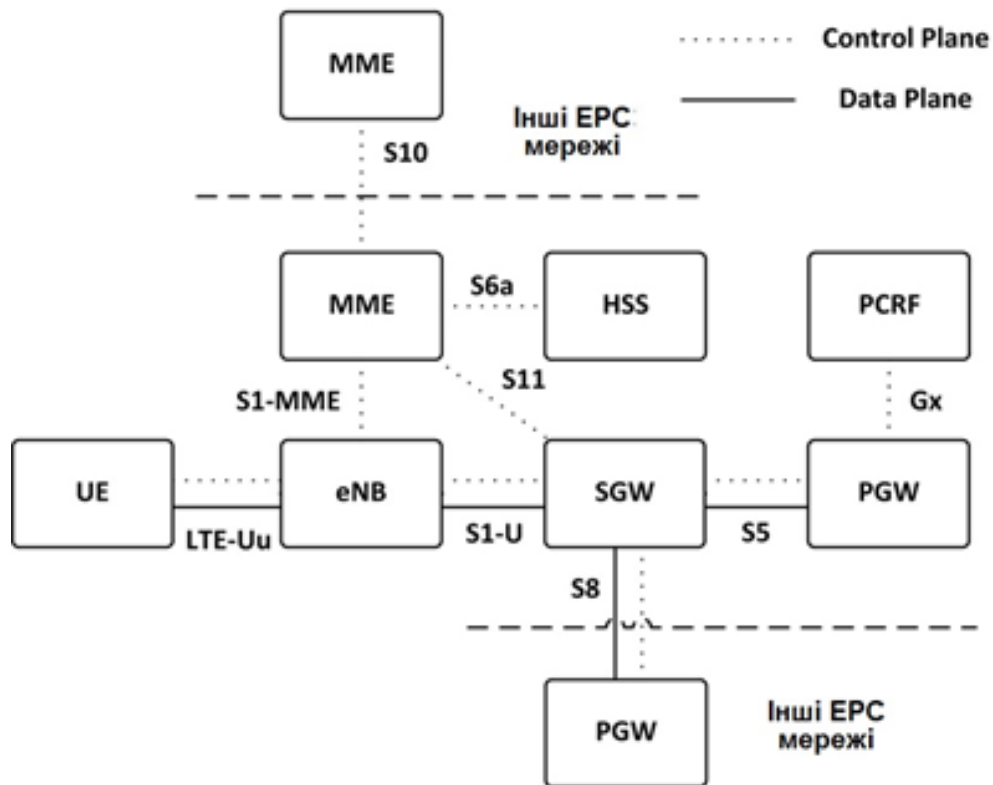 MME
Control Plane
Data Plane
Інші EPC
мережі
S10
MME
S6a
HSS
PCRF
S11
S1-MME
Gx
UE
eNB
SGW
PGW
LTE-Uu
S1-U
S5
S8
PGW
Інші EPC
мережі